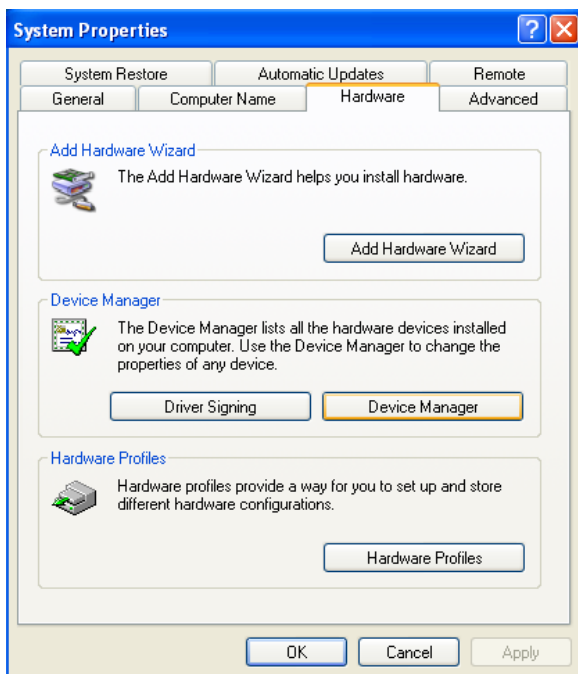 System Properties
System Restore
Automatic Updates
Remote
General
Computer Name
Hardware
Advanced
Add Hardware Wizard
The Add Hardware Wizard helps you install hardware.
Add Hardware Wizard
Device Manager
The Device Manager lists all the hardware devices installed
on your computer. Use the Device Manager to change the
properties of any device.
Driver Signing
Device Manager
Hardware Profiles
Hardware profiles provide a way for you to set up and store
different hardware configurations.
Hardware Profiles
OK
Cancel
Apply